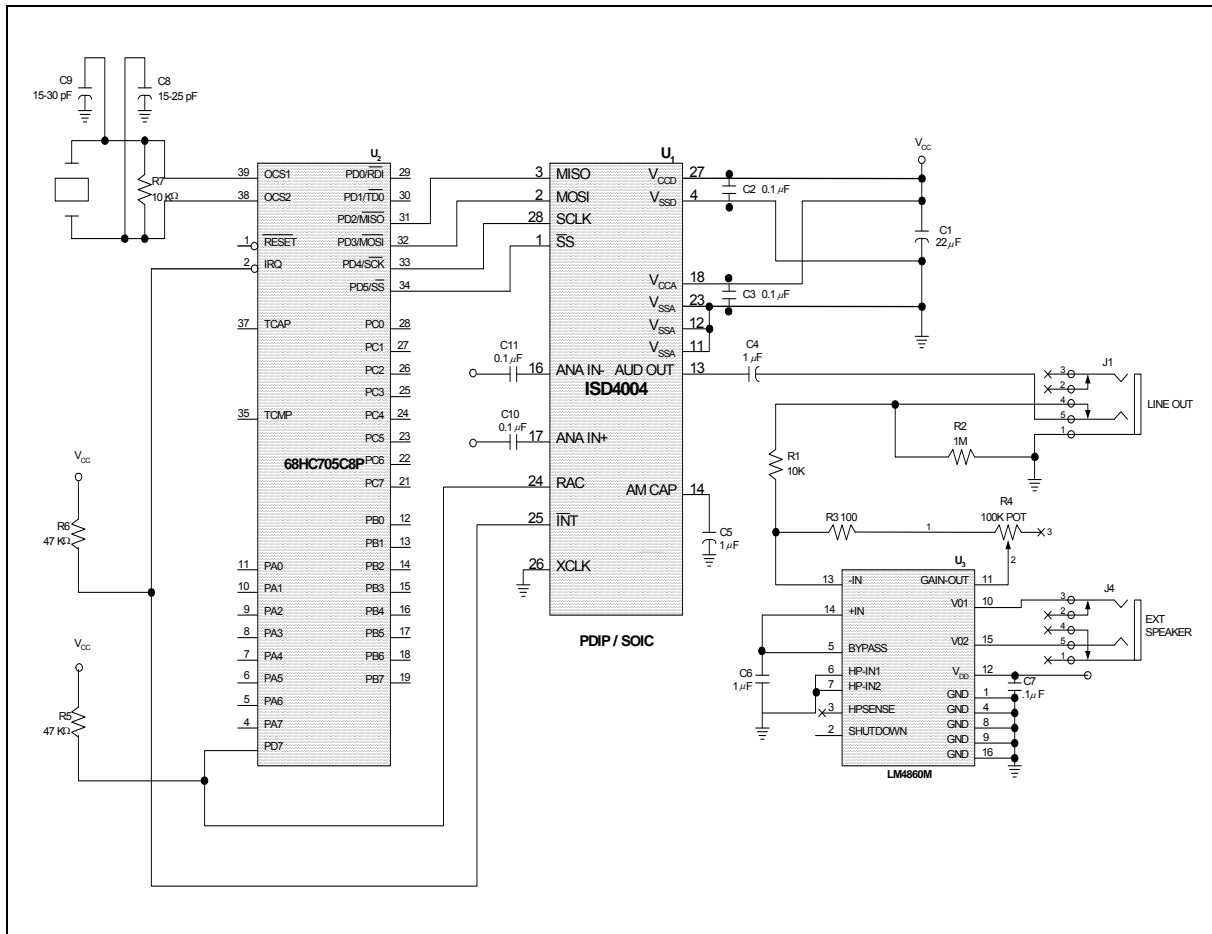 C9
15-30 pF
C8
15-25 pF
R7
10 KΩ
U2
39 OCS1
38 OCS2
1 RESET
2 IRQ
37 TCAP
35 TCMP
11 PA0
10 PA1
9 PA2
8 PA3
7 PA4
6 PA5
5 PA6
4 PA7
PD7
PD0/RDI 29
PD1/TD0 30
PD2/MISO 31
PD3/MOSI 32
PD4/SCK 33
PD5/SS 34
PC0 28
PC1 27
PC2 26
PC3 25
PC4 24
PC5 23
PC6 22
PC7 21
PB0 12
PB1 13
PB2 14
PB3 15
PB4 16
PB5 17
PB6 18
PB7 19
68HC705C8P
VCC
R6
47 KΩ
VCC
R5
47 KΩ
U1
3 MISO
2 MOSI
28 SCLK
1 SS
16 ANA IN-
17 ANA IN+
24 RAC
25 INT
26 XCLK
VCCD 27
VSSD 4
VCCA 18
VSSA 23
VSSA 12
VSSA 11
AUD OUT 13
AM CAP 14
ISD4004
PDIP / SOIC
C11
0.1 µF
C10
0.1 µF
C2 0.1 µF
C3 0.1 µF
VCC
C1
22µF
C4
1 µF
C5
1 µF
J1
3
2
4
5
1
LINE OUT
R2
1M
R1
10K
R3 100
1
R4
100K POT
3
2
U3
13 -IN
14 +IN
5 BYPASS
6 HP-IN1
7 HP-IN2
3 HPSENSE
2 SHUTDOWN
GAIN-OUT 11
V01 10
V02 15
VDD 12
GND 1
GND 4
GND 8
GND 9
GND 16
LM4860M
C6
1 µF
C7
.1 µF
J4
3
2
4
5
1
EXT
SPEAKER